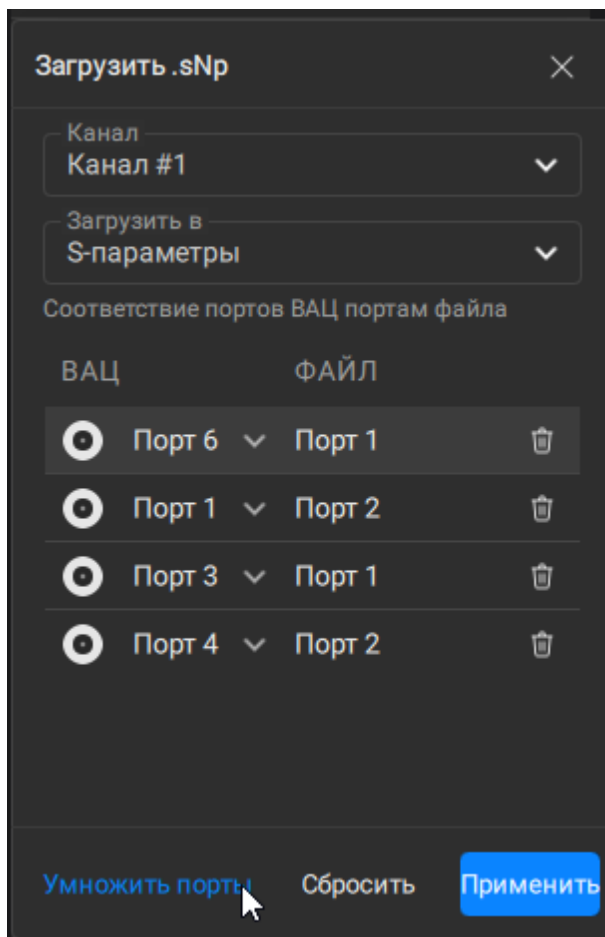 Загрузить .sNp
Канал
Канал #1
Загрузить в
S-параметры
Соответствие портов ВАЦ портам файла
ВАЦ ФАЙЛ
Порт 6 Порт 1
Порт 1 Порт 2
Порт 3 Порт 1
Порт 4 Порт 2
Умножить порты Сбросить Применить